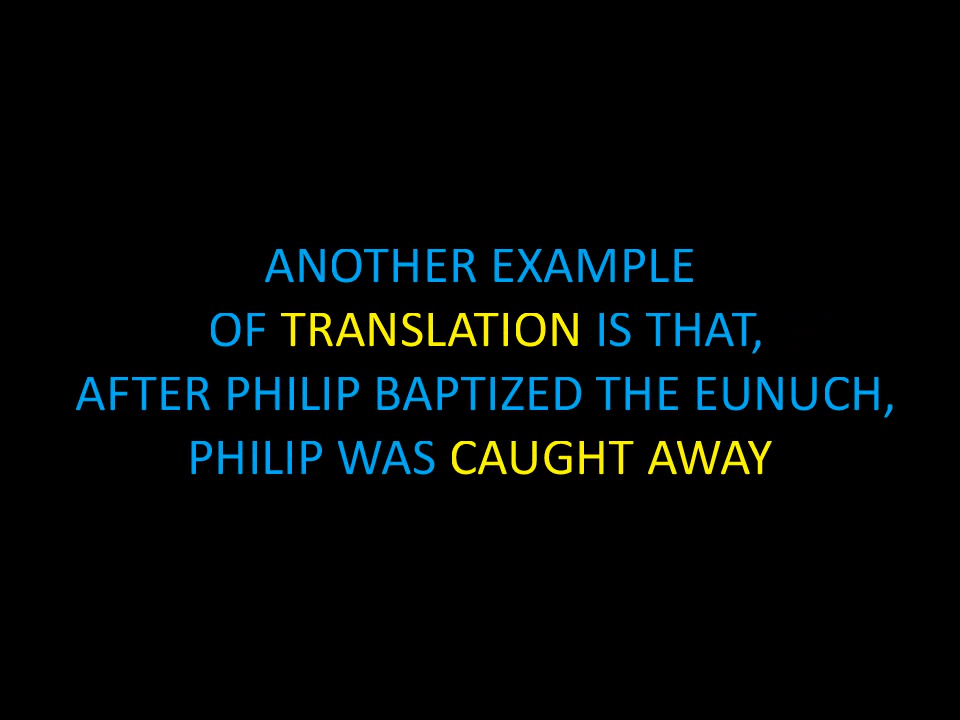 ANOTHER EXAMPLE
OF TRANSLATION IS THAT,
AFTER PHILIP BAPTIZED THE EUNUCH,
PHILIP WAS CAUGHT AWAY